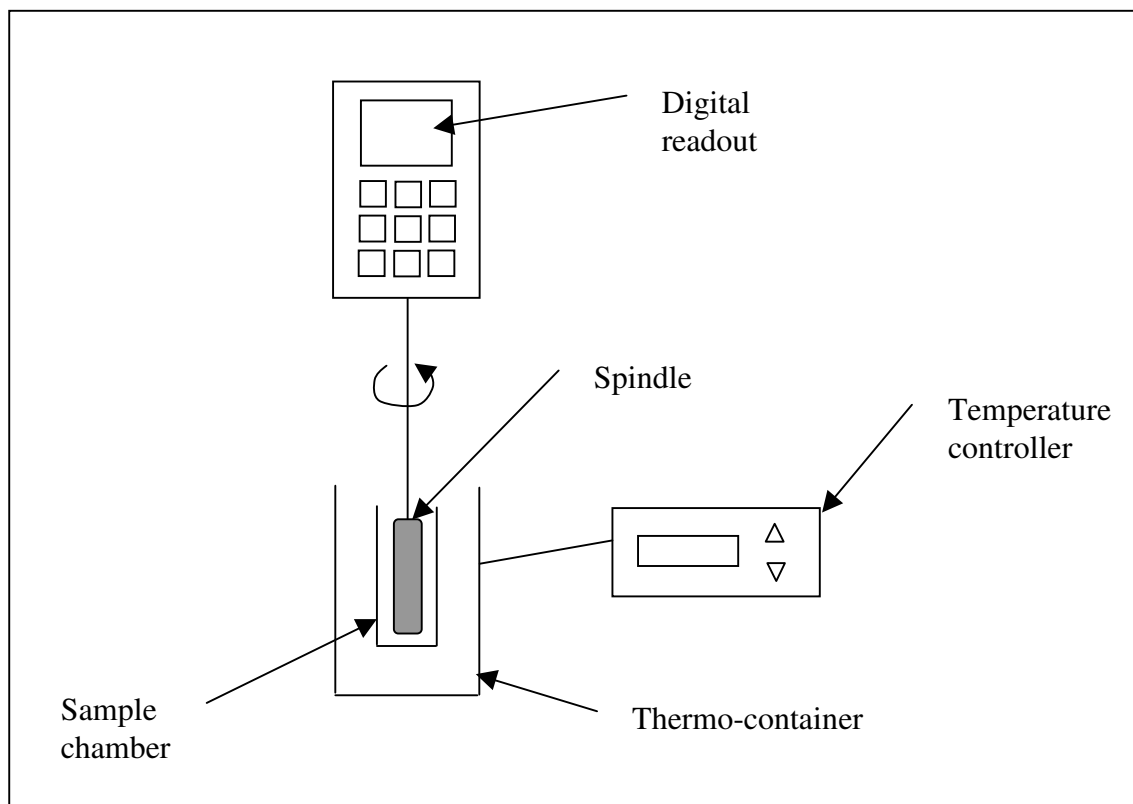 Digital
readout
Spindle
Temperature
controller
Sample
chamber
Thermo-container